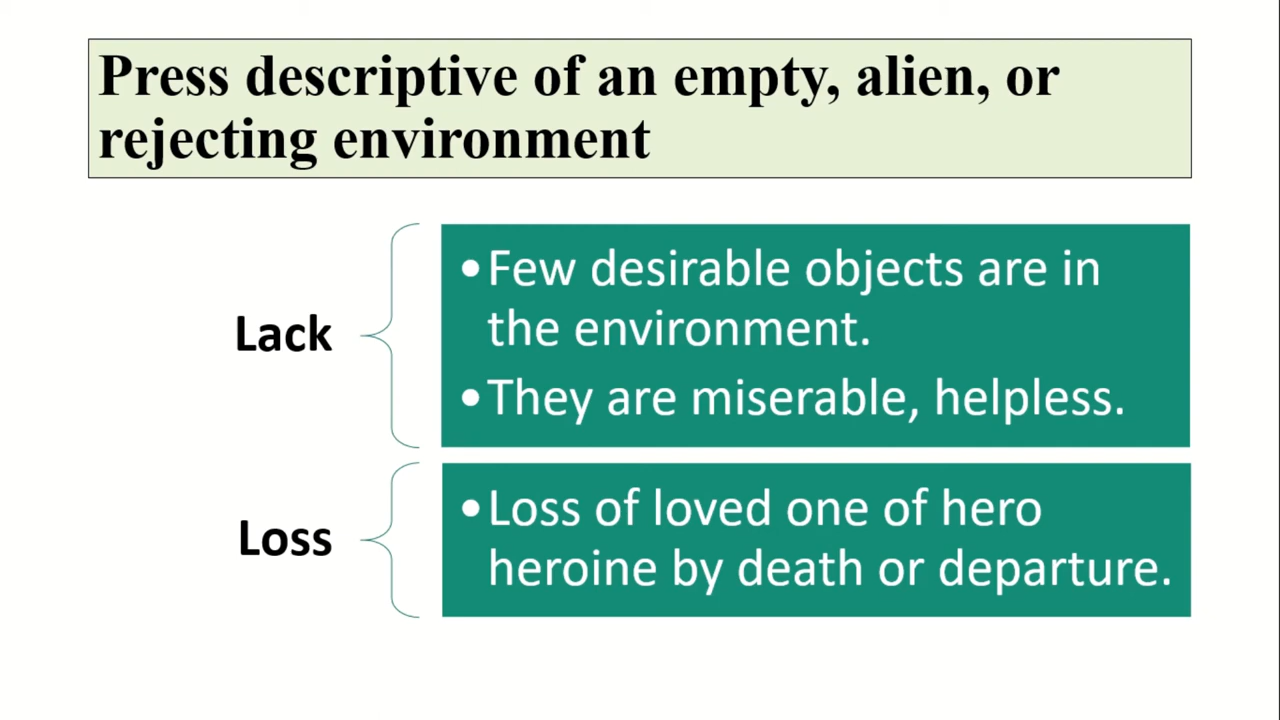 Press descriptive of an empty, alien, or
rejecting environment
Lack
•Few desirable objects are in
the environment.
•They are miserable, helpless.
Loss
•Loss of loved one of hero
heroine by death or departure.